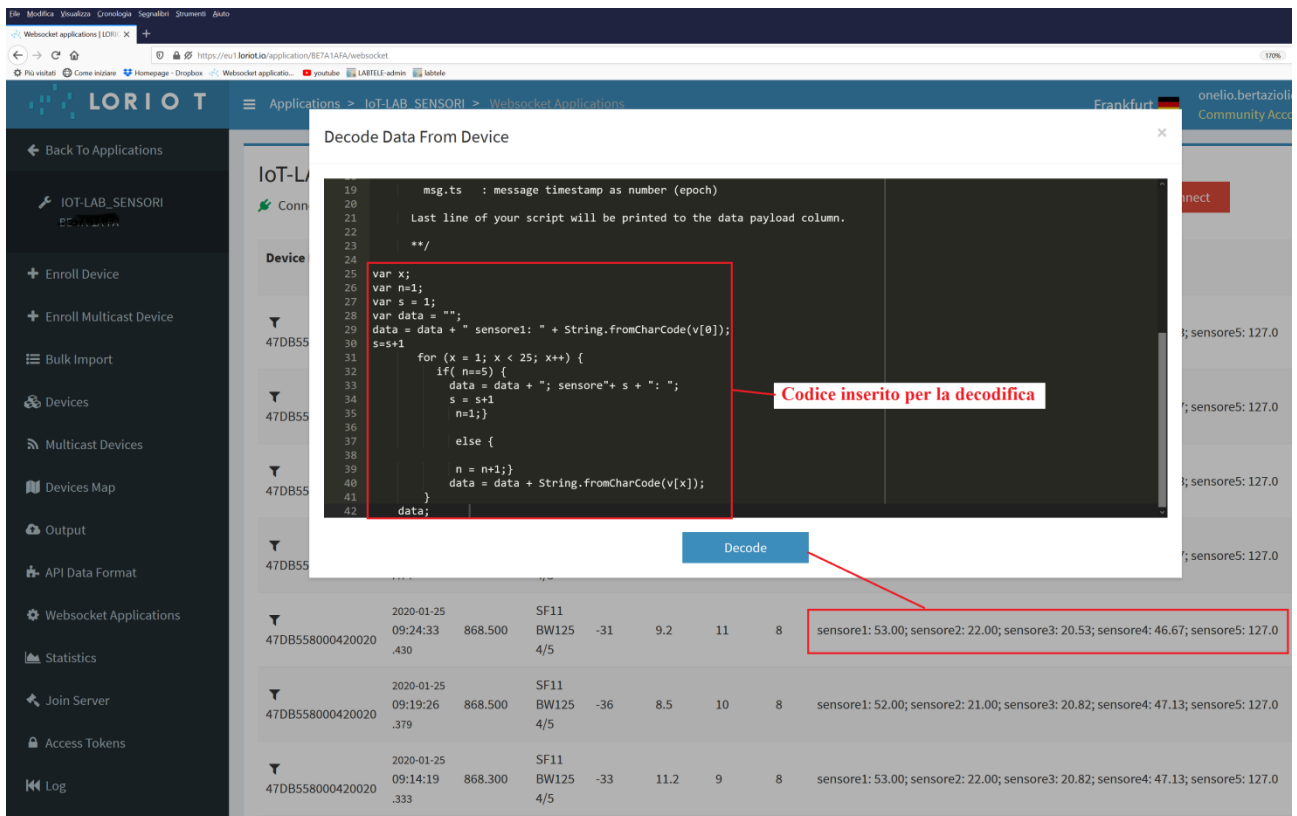 File Modifica Visualizza Cronologia Segnalibri Strumenti Aiuto
Websocket applications | LORI
https://eu1.loriot.io/application/BE7A1AFA/websocket
170%
Più visitati Come iniziare Homepage - Dropbox Websocket applicatio... youtube LABTELE-admin labtele
LORIOT
Applications > IoT-LAB_SENSORI > Websocket Applications
Frankfurt
onelio.bertazioli
Community Acco
Back To Applications
IOT-LAB_SENSORI
Enroll Device
Enroll Multicast Device
Bulk Import
Devices
Multicast Devices
Devices Map
Output
API Data Format
Websocket Applications
Statistics
Join Server
Access Tokens
Log
IoT-LA
Conn
nnect
Device
Decode Data From Device
×
19 msg.ts : message timestamp as number (epoch)
20
21 Last line of your script will be printed to the data payload column.
22
23 **/
24
25 var x;
26 var n=1;
27 var s = 1;
28 var data = "";
29 data = data + " sensore1: " + String.fromCharCode(v[0]);
30 s=s+1
31 for (x = 1; x < 25; x++) {
32 if( n==5) {
33 data = data + "; sensore"+ s + ": ";
34 s = s+1
35 n=1;}
36
37 else {
38
39 n = n+1;}
40 data = data + String.fromCharCode(v[x]);
41 }
42 data;
Codice inserito per la decodifica
Decode
47DB55
3; sensore5: 127.0
47DB55
7; sensore5: 127.0
47DB55
3; sensore5: 127.0
47DB55
7; sensore5: 127.0
47DB558000420020 2020-01-25 09:24:33 .430 868.500 SF11 BW125 4/5 -31 9.2 11 8 sensore1: 53.00; sensore2: 22.00; sensore3: 20.53; sensore4: 46.67; sensore5: 127.0
47DB558000420020 2020-01-25 09:19:26 .379 868.500 SF11 BW125 4/5 -36 8.5 10 8 sensore1: 52.00; sensore2: 21.00; sensore3: 20.82; sensore4: 47.13; sensore5: 127.0
47DB558000420020 2020-01-25 09:14:19 .333 868.300 SF11 BW125 4/5 -33 11.2 9 8 sensore1: 53.00; sensore2: 22.00; sensore3: 20.82; sensore4: 47.13; sensore5: 127.0